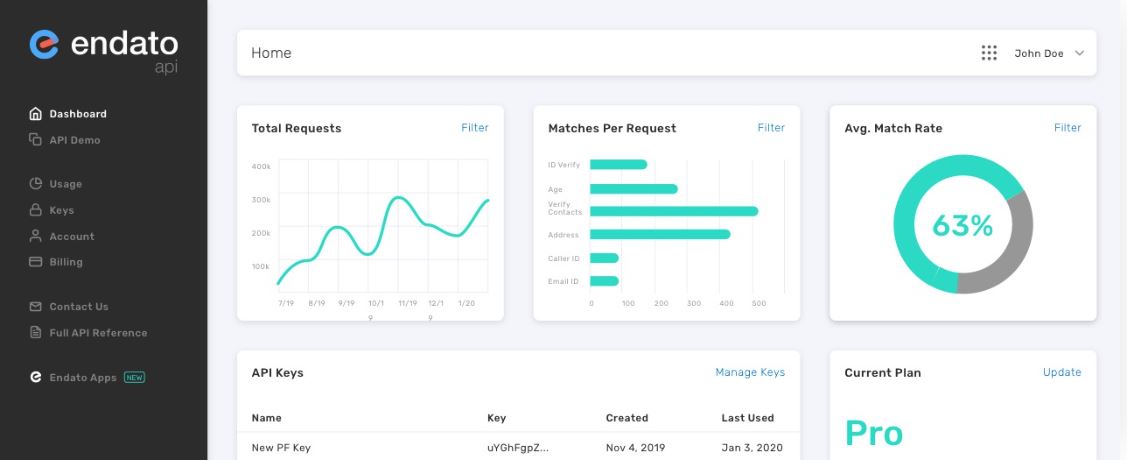 endato
api
Dashboard
API Demo
Usage
Keys
Account
Billing
Contact Us
Full API Reference
Endato Apps NEW
Home
John Doe
Total Requests Filter
400k
300k
200k
100k
7/19 8/19 9/19 10/1 11/19 12/1 1/20
9 9
Matches Per Request Filter
ID Verify
Age
Verify
Contacts
Address
Caller ID
Email ID
0 100 200 300 400 500
Avg. Match Rate Filter
63%
API Keys Manage Keys
Name Key Created Last Used
New PF Key uYGhFgpZ... Nov 4, 2019 Jan 3, 2020
Current Plan Update
Pro